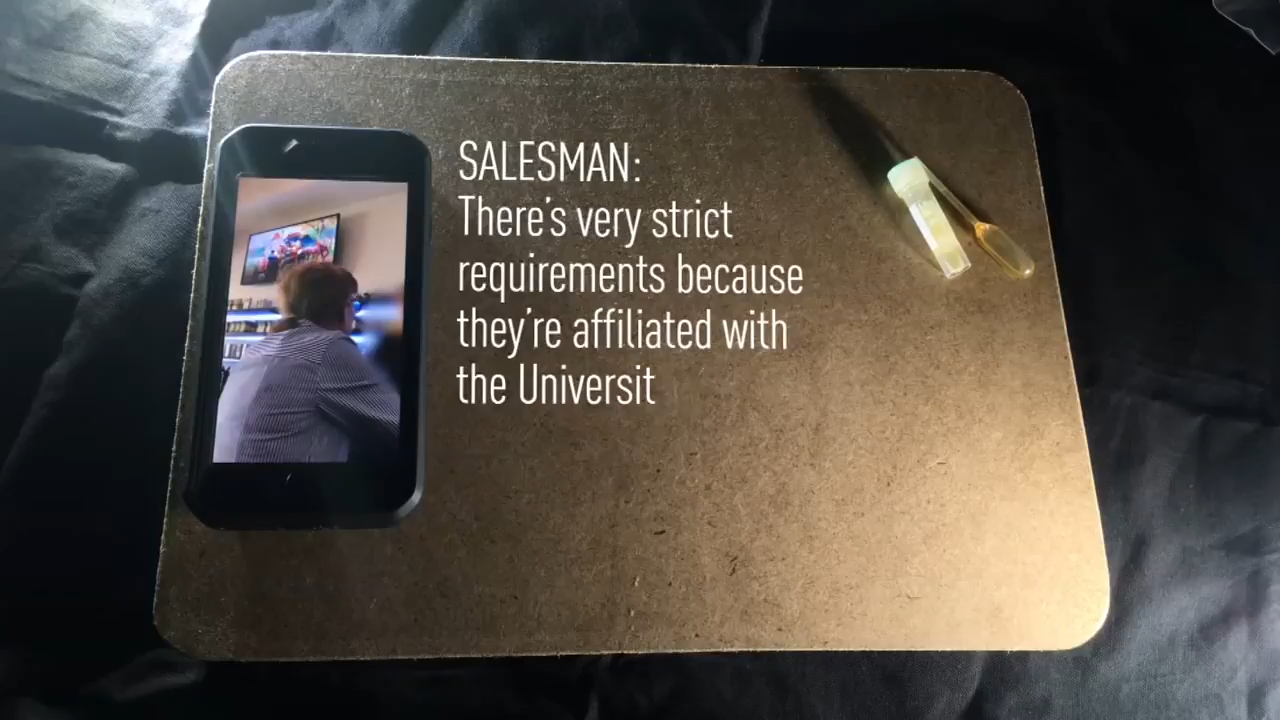 SALESMAN:
There's very strict
requirements because
they're affiliated with
the Universit